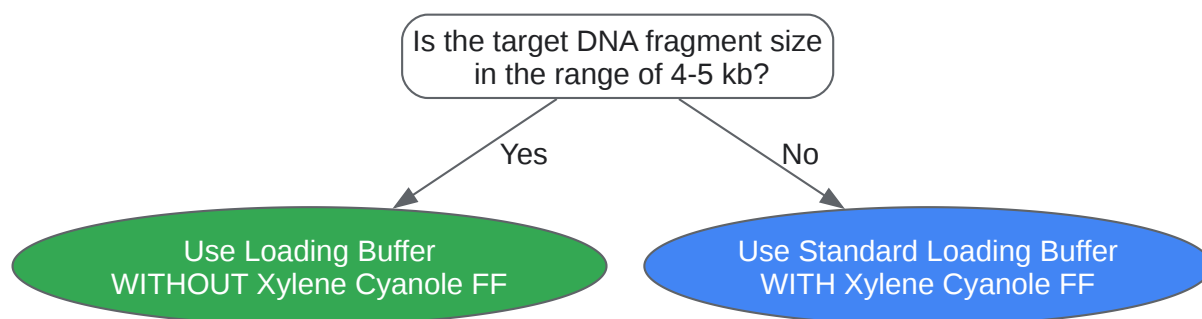 Is the target DNA fragment size
in the range of 4-5 kb?
Yes
No
Use Loading Buffer
WITHOUT Xylene Cyanole FF
Use Standard Loading Buffer
WITH Xylene Cyanole FF